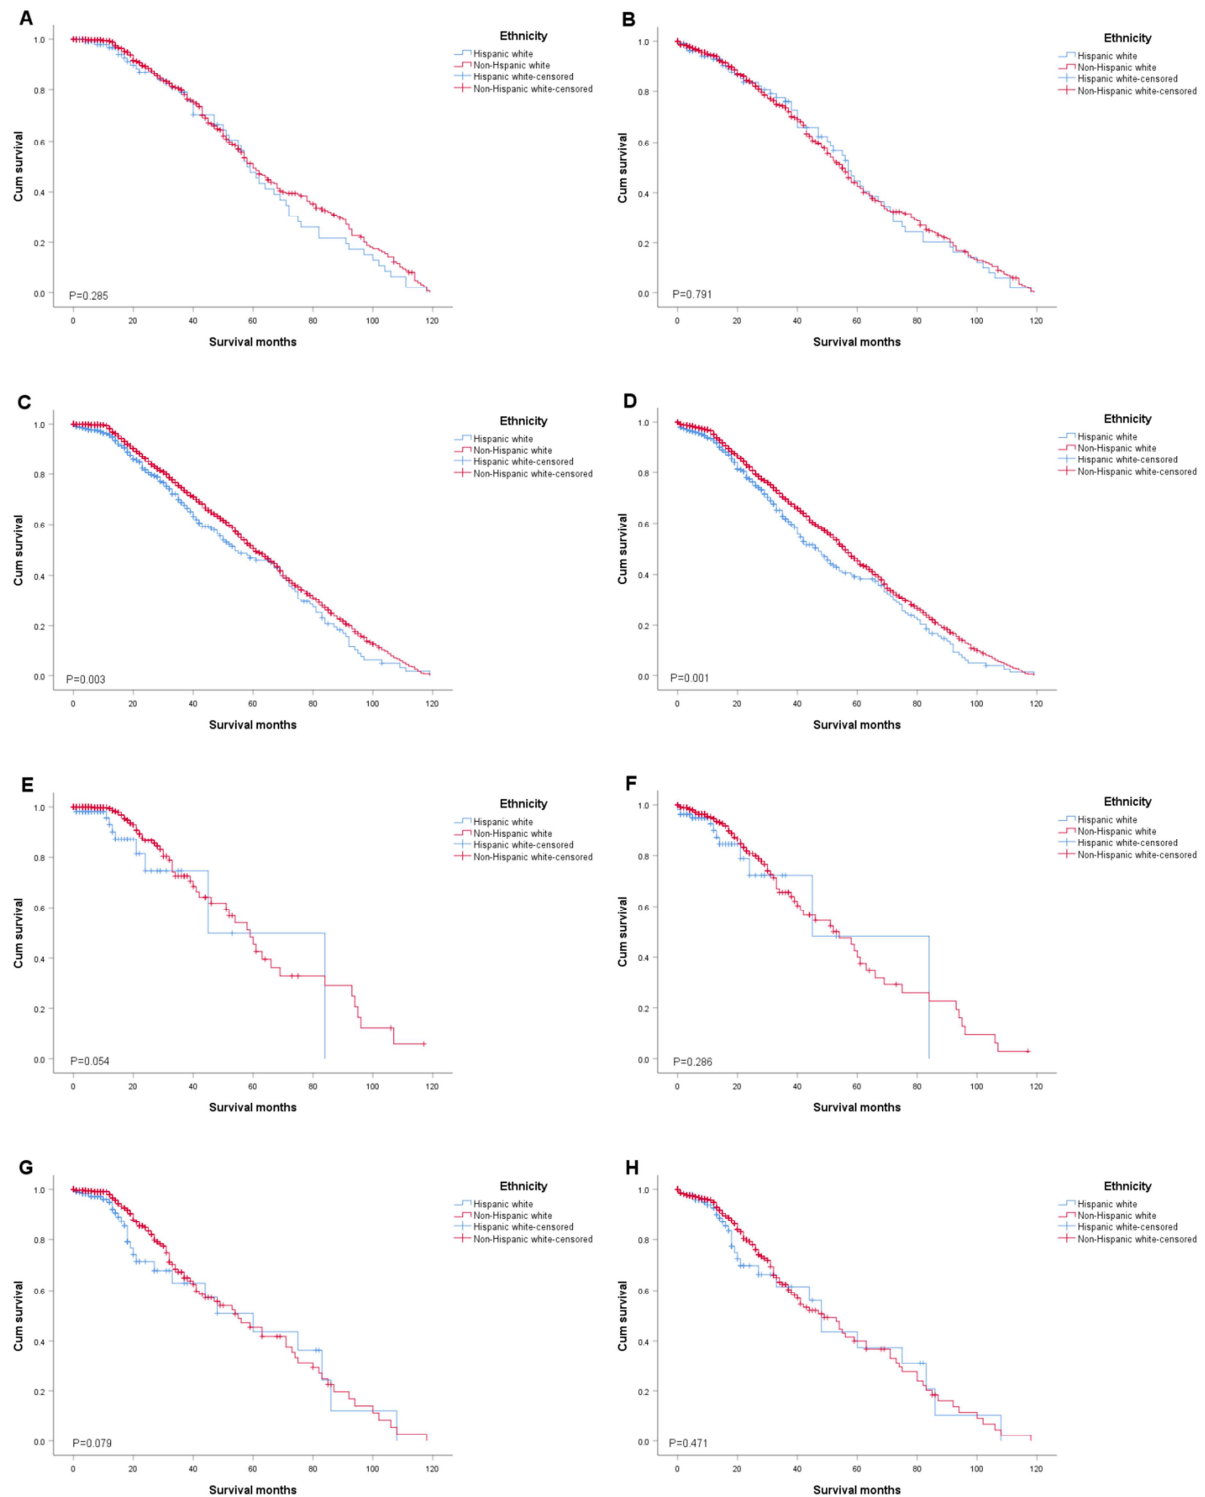 A
Ethnicity
Hispanic white
Non-Hispanic white
Hispanic white-censored
Non-Hispanic white-censored
Cum survival
1.0
0.8
0.6
0.4
0.2
0.0
P=0.285
0 20 40 60 80 100 120
Survival months
B
Ethnicity
Hispanic white
Non-Hispanic white
Hispanic white-censored
Non-Hispanic white-censored
Cum survival
1.0
0.8
0.6
0.4
0.2
0.0
P=0.791
0 20 40 60 80 100 120
Survival months
C
Ethnicity
Hispanic white
Non-Hispanic white
Hispanic white-censored
Non-Hispanic white-censored
Cum survival
1.0
0.8
0.6
0.4
0.2
0.0
P=0.003
0 20 40 60 80 100 120
Survival months
D
Ethnicity
Hispanic white
Non-Hispanic white
Hispanic white-censored
Non-Hispanic white-censored
Cum survival
1.0
0.8
0.6
0.4
0.2
0.0
P=0.001
0 20 40 60 80 100 120
Survival months
E
Ethnicity
Hispanic white
Non-Hispanic white
Hispanic white-censored
Non-Hispanic white-censored
Cum survival
1.0
0.8
0.6
0.4
0.2
0.0
P=0.054
0 20 40 60 80 100 120
Survival months
F
Ethnicity
Hispanic white
Non-Hispanic white
Hispanic white-censored
Non-Hispanic white-censored
Cum survival
1.0
0.8
0.6
0.4
0.2
0.0
P=0.286
0 20 40 60 80 100 120
Survival months
G
Ethnicity
Hispanic white
Non-Hispanic white
Hispanic white-censored
Non-Hispanic white-censored
Cum survival
1.0
0.8
0.6
0.4
0.2
0.0
P=0.079
0 20 40 60 80 100 120
Survival months
H
Ethnicity
Hispanic white
Non-Hispanic white
Hispanic white-censored
Non-Hispanic white-censored
Cum survival
1.0
0.8
0.6
0.4
0.2
0.0
P=0.471
0 20 40 60 80 100 120
Survival months